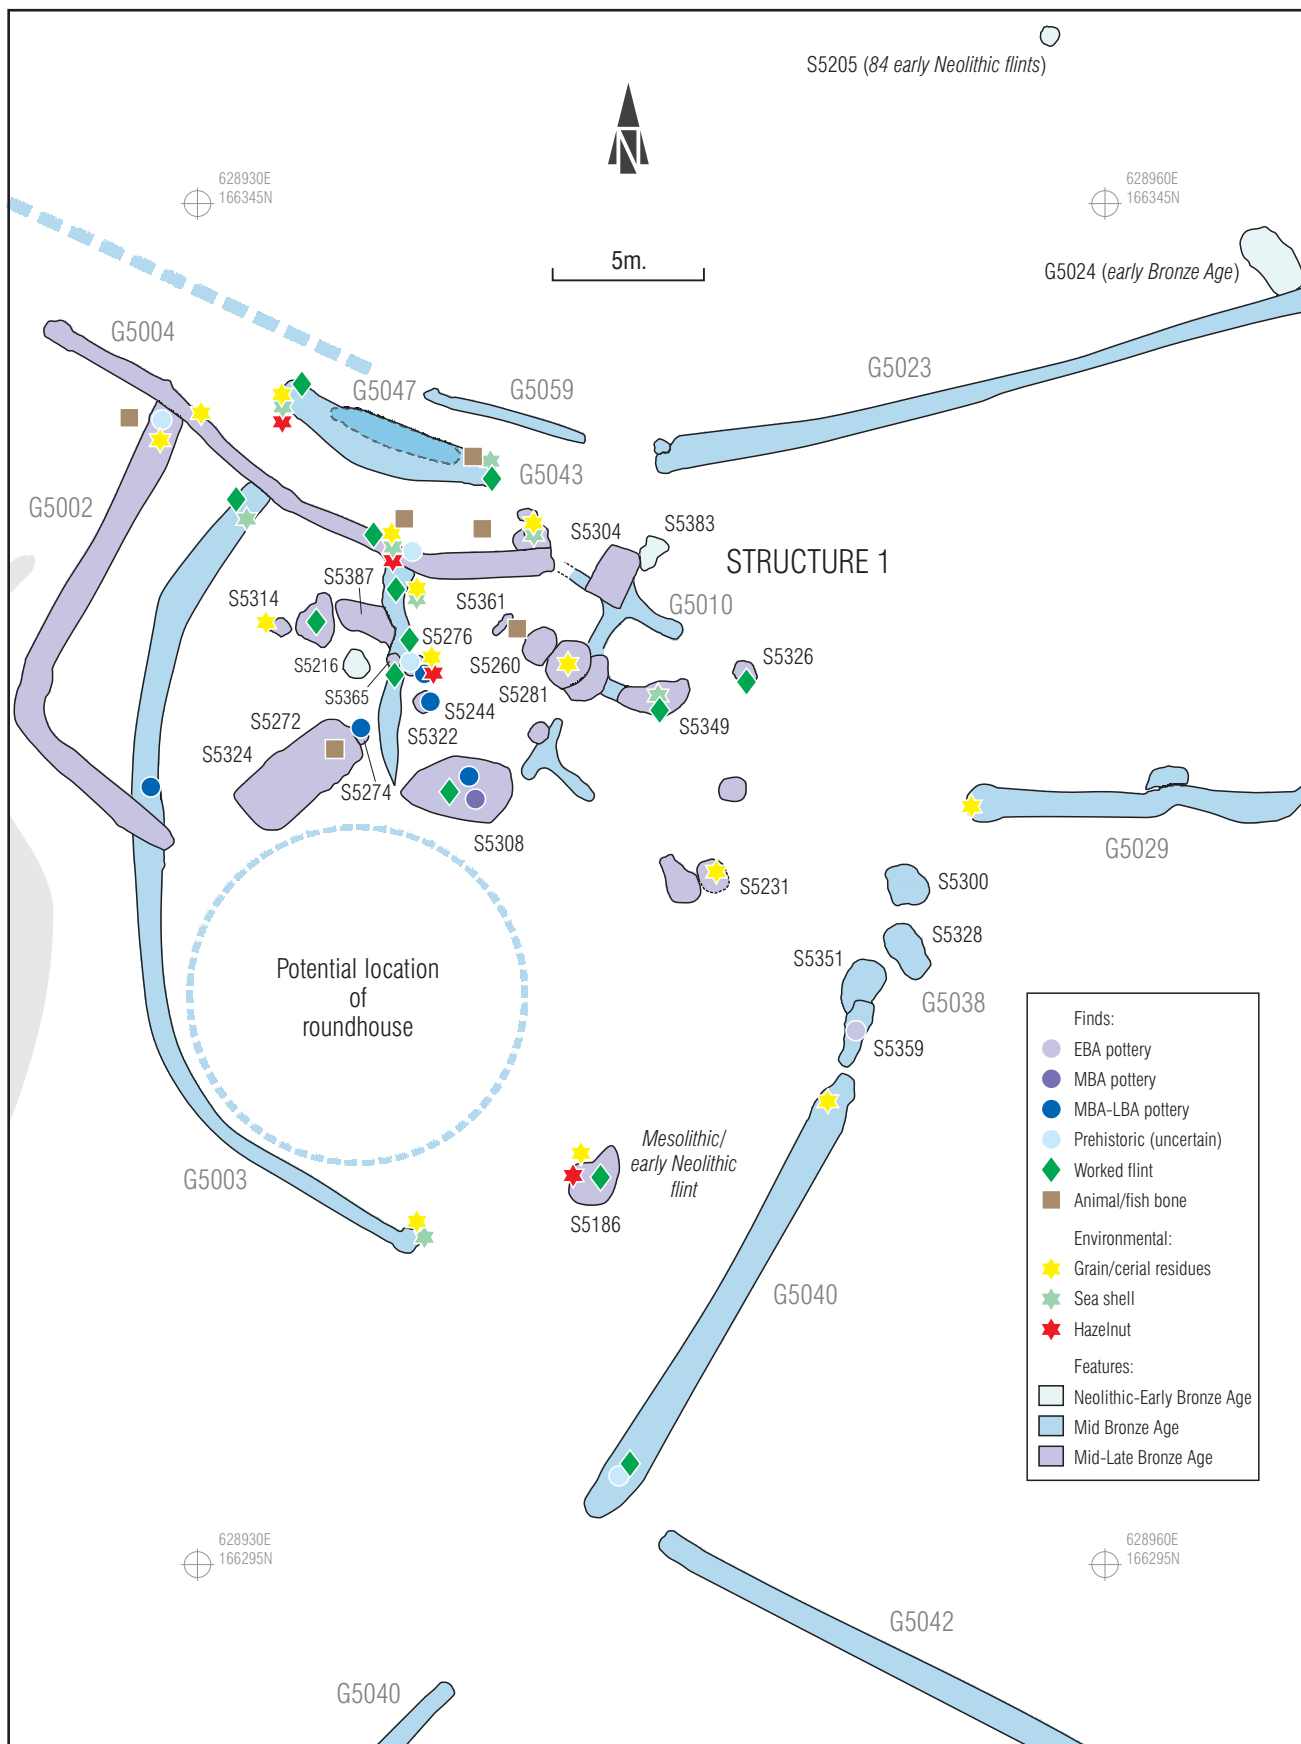 S5205 (84 early Neolithic flints)
N
628930E
166345N
628960E
166345N
5m.
G5024 (early Bronze Age)
G5004
G5023
G5047
G5059
G5002
G5043
S5304
S5383
STRUCTURE 1
S5387
S5314
S5361
G5010
S5276
S5216
S5260
S5326
S5365
S5281
S5244
S5349
S5272
S5322
S5324
S5274
S5308
G5029
S5231
S5300
S5328
S5351
G5038
S5359
Potential location
of
roundhouse
Mesolithic/
early Neolithic
flint
G5003
S5186
G5040
Finds:
EBA pottery
MBA pottery
MBA-LBA pottery
Prehistoric (uncertain)
Worked flint
Animal/fish bone
Environmental:
Grain/cerial residues
Sea shell
Hazelnut
Features:
Neolithic-Early Bronze Age
Mid Bronze Age
Mid-Late Bronze Age
628930E
166295N
628960E
166295N
G5042
G5040